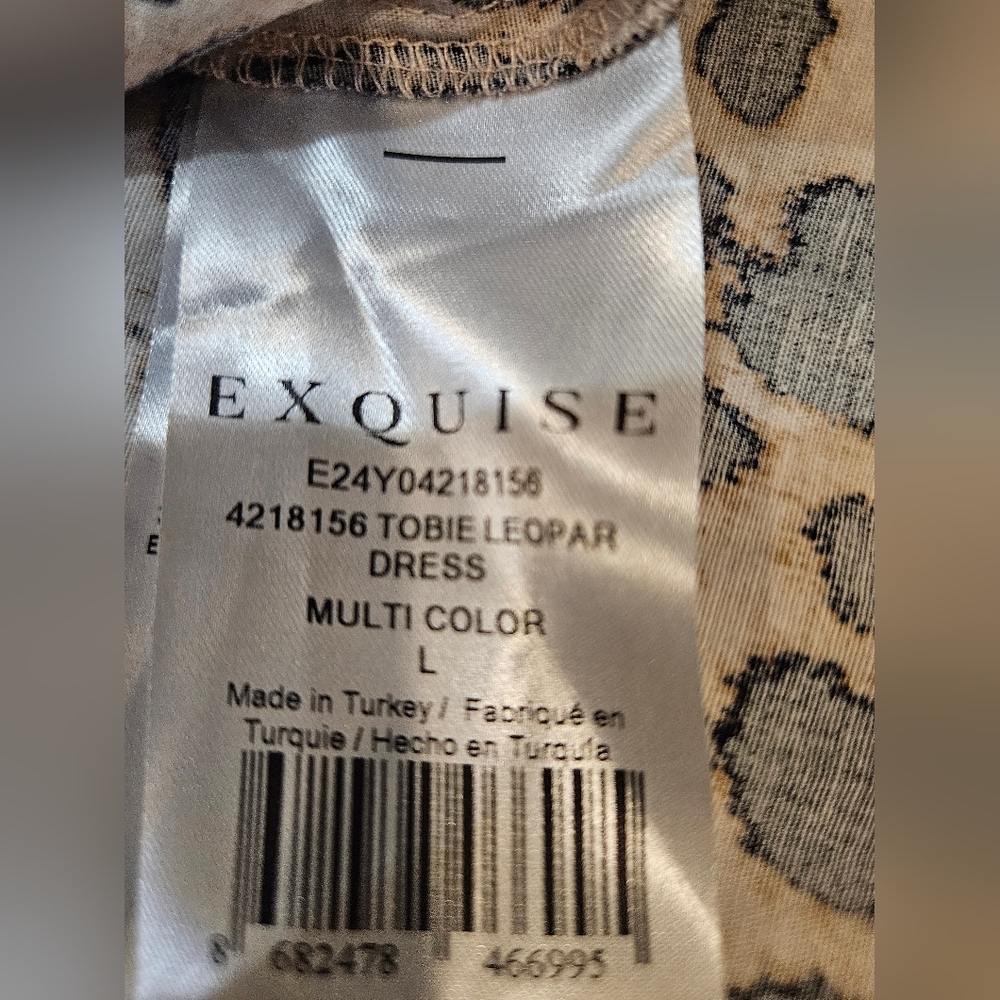 EXQUISE
E24Y04218156
4218156 TOBIE LEOPAR
DRESS
MULTI COLOR
L
Made in Turkey / Fabriqué en
Turquie / Hecho en Turquía
8 682478 466995
E